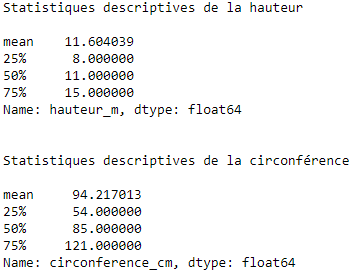 Statistiques descriptives de la hauteur
mean    11.604039
25%      8.000000
50%     11.000000
75%     15.000000
Name: hauteur_m, dtype: float64
Statistiques descriptives de la circonférence
mean     94.217013
25%      54.000000
50%      85.000000
75%     121.000000
Name: circonference_cm, dtype: float64